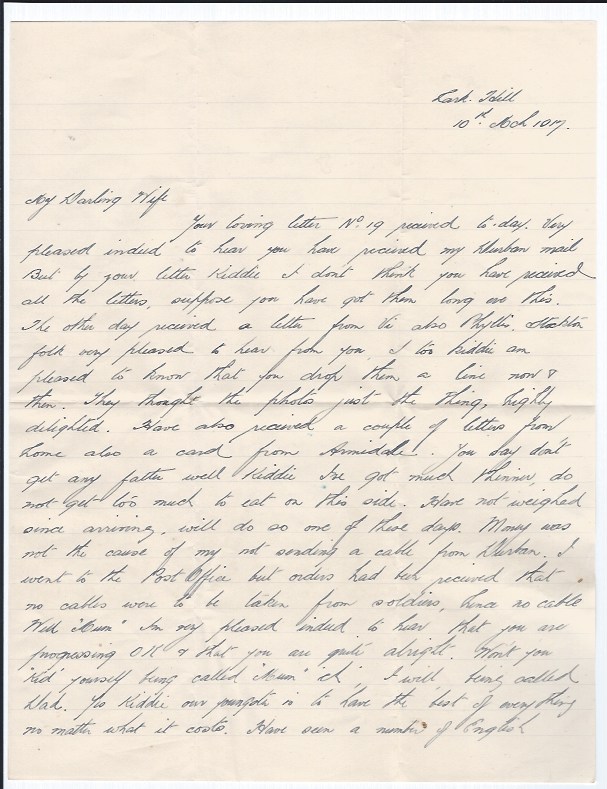 Lark Hill
10th Mch 1917.
My Darling Wife
Your loving letter No 19 received to-day. Very
pleased indeed to hear you have received my Durban mail
But by your letter Kiddie I dont think you have received
all the letters, suppose you have got them long ere this.
The other day received a letter from Vi also Phyllis. Stockton
folk very pleased to hear from you, I too Kiddie am
pleased to know that you drop them a line now &
then. They thought the photos just the thing, highly
delighted. Have also received a couple of letters from
home also a card from Armidale. You say don't
get any fatter well Kiddie Ive got much thinner, do
not get too much to eat on this side. Have not weighed
since arriving, will do so one of these days. Money was
not the cause of my not sending a cable from Durban. I
went to the Post Office but orders had been received that
no cables were to be taken from soldiers, hence no cable
Well "Mum" Im very pleased indeed to hear that you are
progressing OK & that you are quite alright. Wont you
"Kid" yourself being called "Mum" eh, I will being called
Dad. Yes Kiddie our youngster is to have the best of everything
no matter what it costs. Have seen a number of English